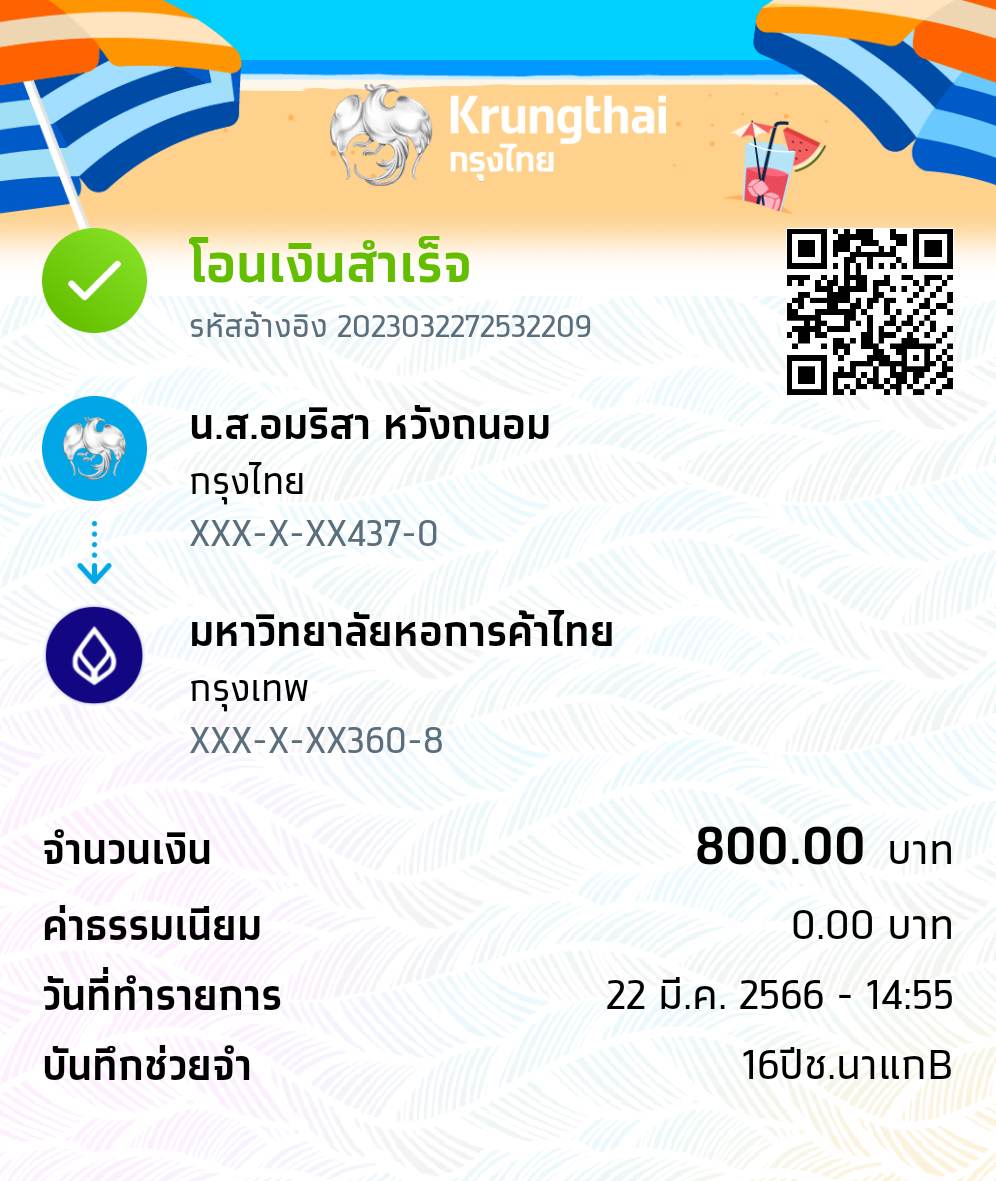 Krungthai
กรุงไทย
โอนเงินสำเร็จ
รหัสอ้างอิง 2023032272532209
น.ส.อมริสา หวังถนอม
กรุงไทย
XXX-X-XX437-0
มหาวิทยาลัยหอการค้าไทย
กรุงเทพ
XXX-X-XX360-8
จำนวนเงิน 800.00 บาท
ค่าธรรมเนียม 0.00 บาท
วันที่ทำรายการ 22 มี.ค. 2566 - 14:55
บันทึกช่วยจำ 16ปีช.นาแกB